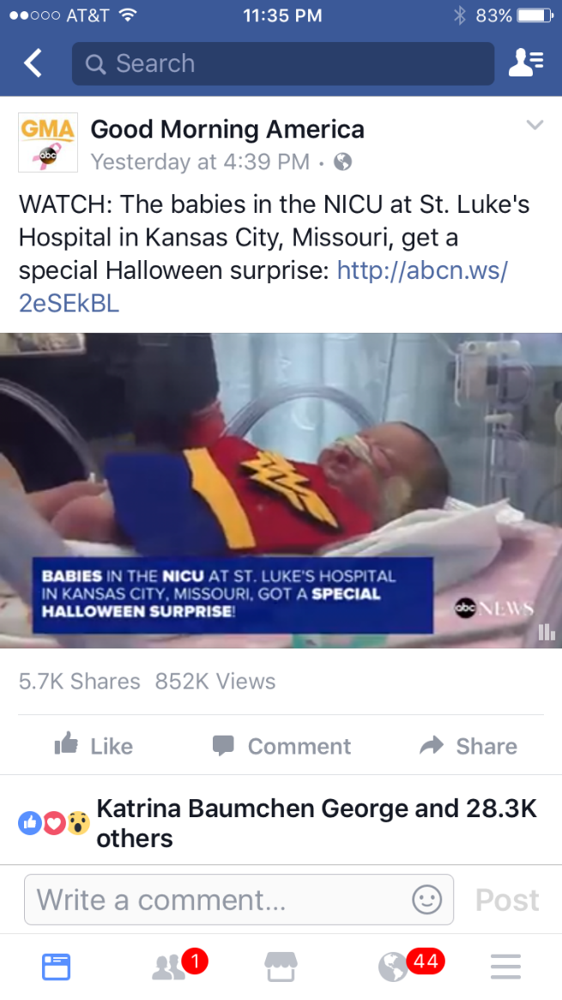 AT&T 11:35 PM 83%
Search
GMA
abc
Good Morning America
Yesterday at 4:39 PM ·
WATCH: The babies in the NICU at St. Luke's
Hospital in Kansas City, Missouri, get a
special Halloween surprise: http://abcn.ws/
2eSEkBL
BABIES IN THE NICU AT ST. LUKE'S HOSPITAL
IN KANSAS CITY, MISSOURI, GOT A SPECIAL
HALLOWEEN SURPRISE!
abc NEWS
5.7K Shares 852K Views
Like Comment Share
Katrina Baumchen George and 28.3K
others
Write a comment... Post
1 44